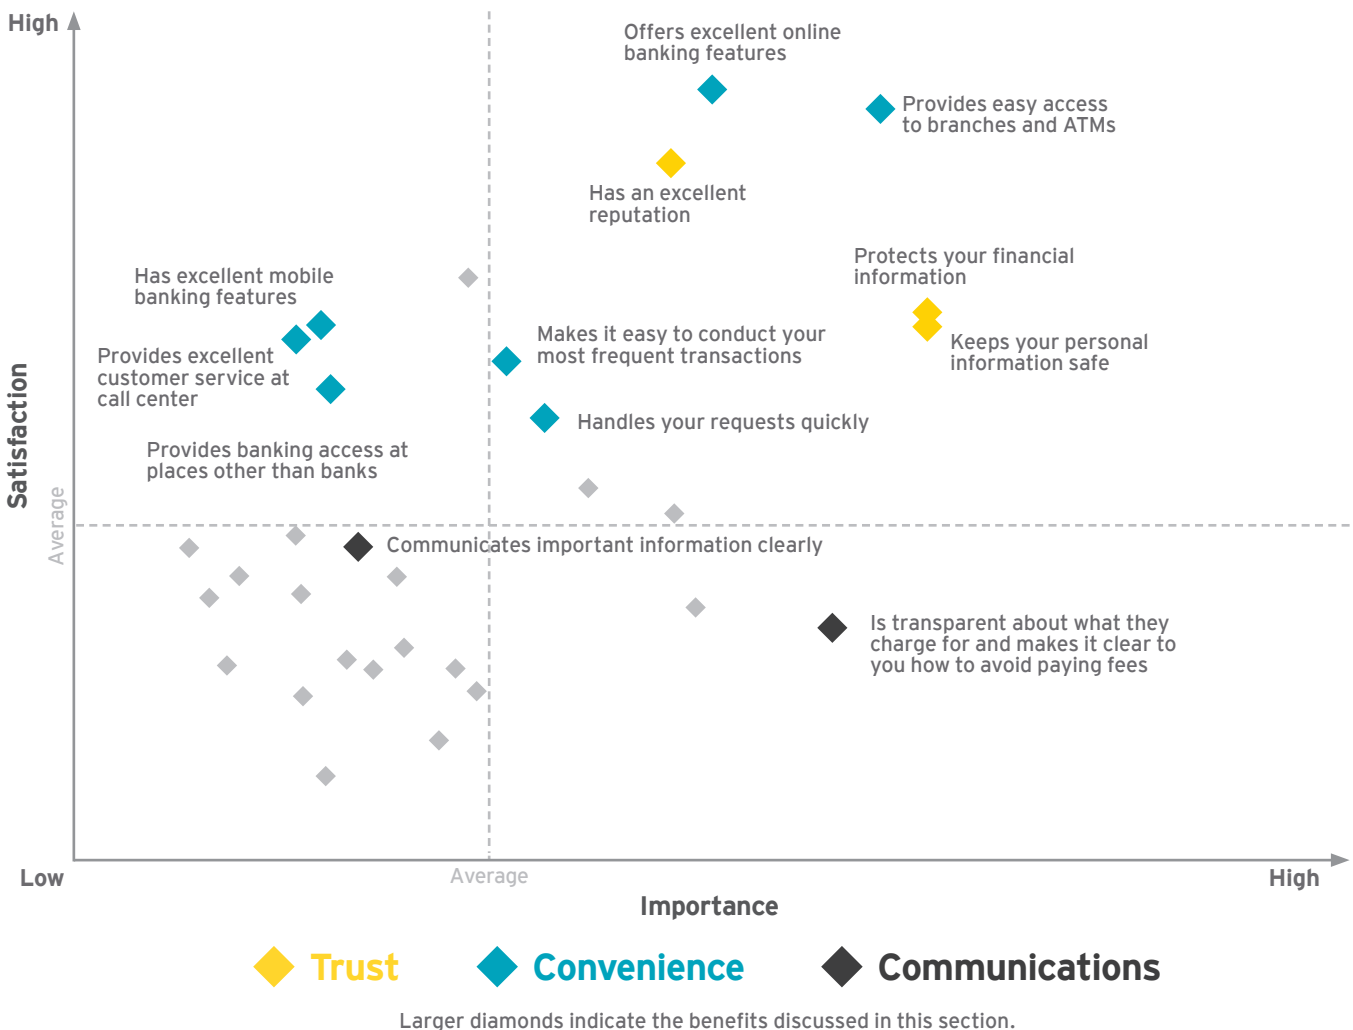 High
Offers excellent online
banking features
Provides easy access
to branches and ATMs
Has an excellent
reputation
Protects your financial
information
Has excellent mobile
banking features
Makes it easy to conduct your
most frequent transactions
Keeps your personal
information safe
Provides excellent
customer service at
call center
Handles your requests quickly
Provides banking access at
places other than banks
Satisfaction
Average
Communicates important information clearly
Is transparent about what they
charge for and makes it clear to
you how to avoid paying fees
Low
Average
High
Importance
Trust
Convenience
Communications
Larger diamonds indicate the benefits discussed in this section.